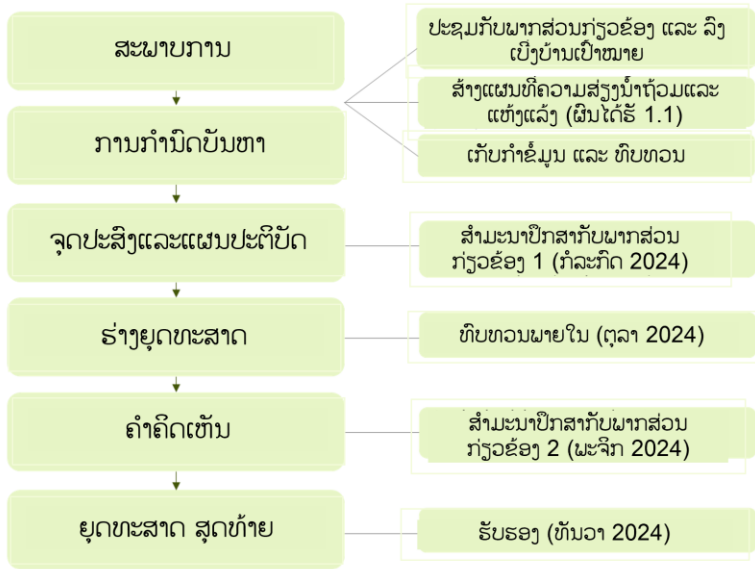 ສະພາບການ
ປະຊຸມກັບພາກສ່ວນກ່ຽວຂ້ອງ ແລະ ລົງ
ເບີ່ງບ້ານເປົ້າໝາຍ
ສ້າງແຜນທີ່ຄວາມສ່ຽງນ້ຳຖ້ວມແລະ
ແຫ້ງແລ້ງ (ຜົນໄດ້ຮັ 1.1)
ການກຳນົດບັນຫາ
ເກັບກຳຂໍ້ມູນ ແລະ ທົບທວນ
ຈຸດປະສົງແລະແຜນປະຕິບັດ
ສຳມະນາປຶກສາກັບພາກສ່ວນ
ກ່ຽວຂ້ອງ 1 (ກໍລະກົດ 2024)
ຮ່າງຍຸດທະສາດ
ທົບທວນພາຍໃນ (ຕຸລາ 2024)
ຄຳຄິດເຫັນ
ສຳມະນາປຶກສາກັບພາກສ່ວນ
ກ່ຽວຂ້ອງ 2 (ພະຈິກ 2024)
ຍຸດທະສາດ ສຸດທ້າຍ
ຮັບຮອງ (ທັນວາ 2024)